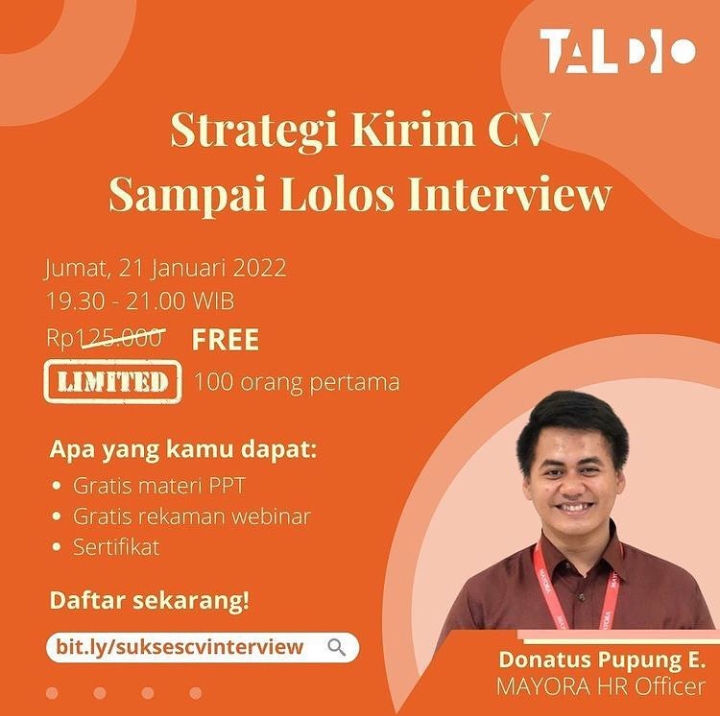 TALDIO
Strategi Kirim CV
Sampai Lolos Interview
Jumat, 21 Januari 2022
19.30 - 21.00 WIB
Rp125.000 FREE
LIMITED 100 orang pertama
Apa yang kamu dapat:
• Gratis materi PPT
• Gratis rekaman webinar
• Sertifikat
Daftar sekarang!
bit.ly/suksescvinterview
MAYORA
MAYORA
Donatus Pupung E.
MAYORA HR Officer